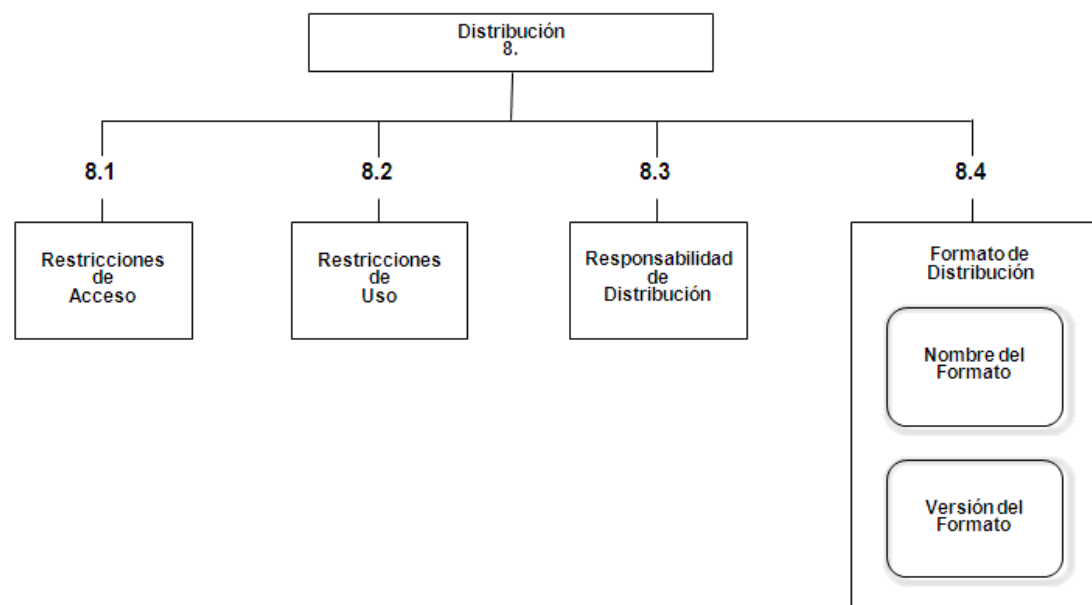 Distribución
8.
8.1
8.2
8.3
8.4
Restricciones
de
Acceso
Restricciones
de
Uso
Responsabilidad
de
Distribución
Formato de
Distribución
Nombre del
Formato
Versión del
Formato